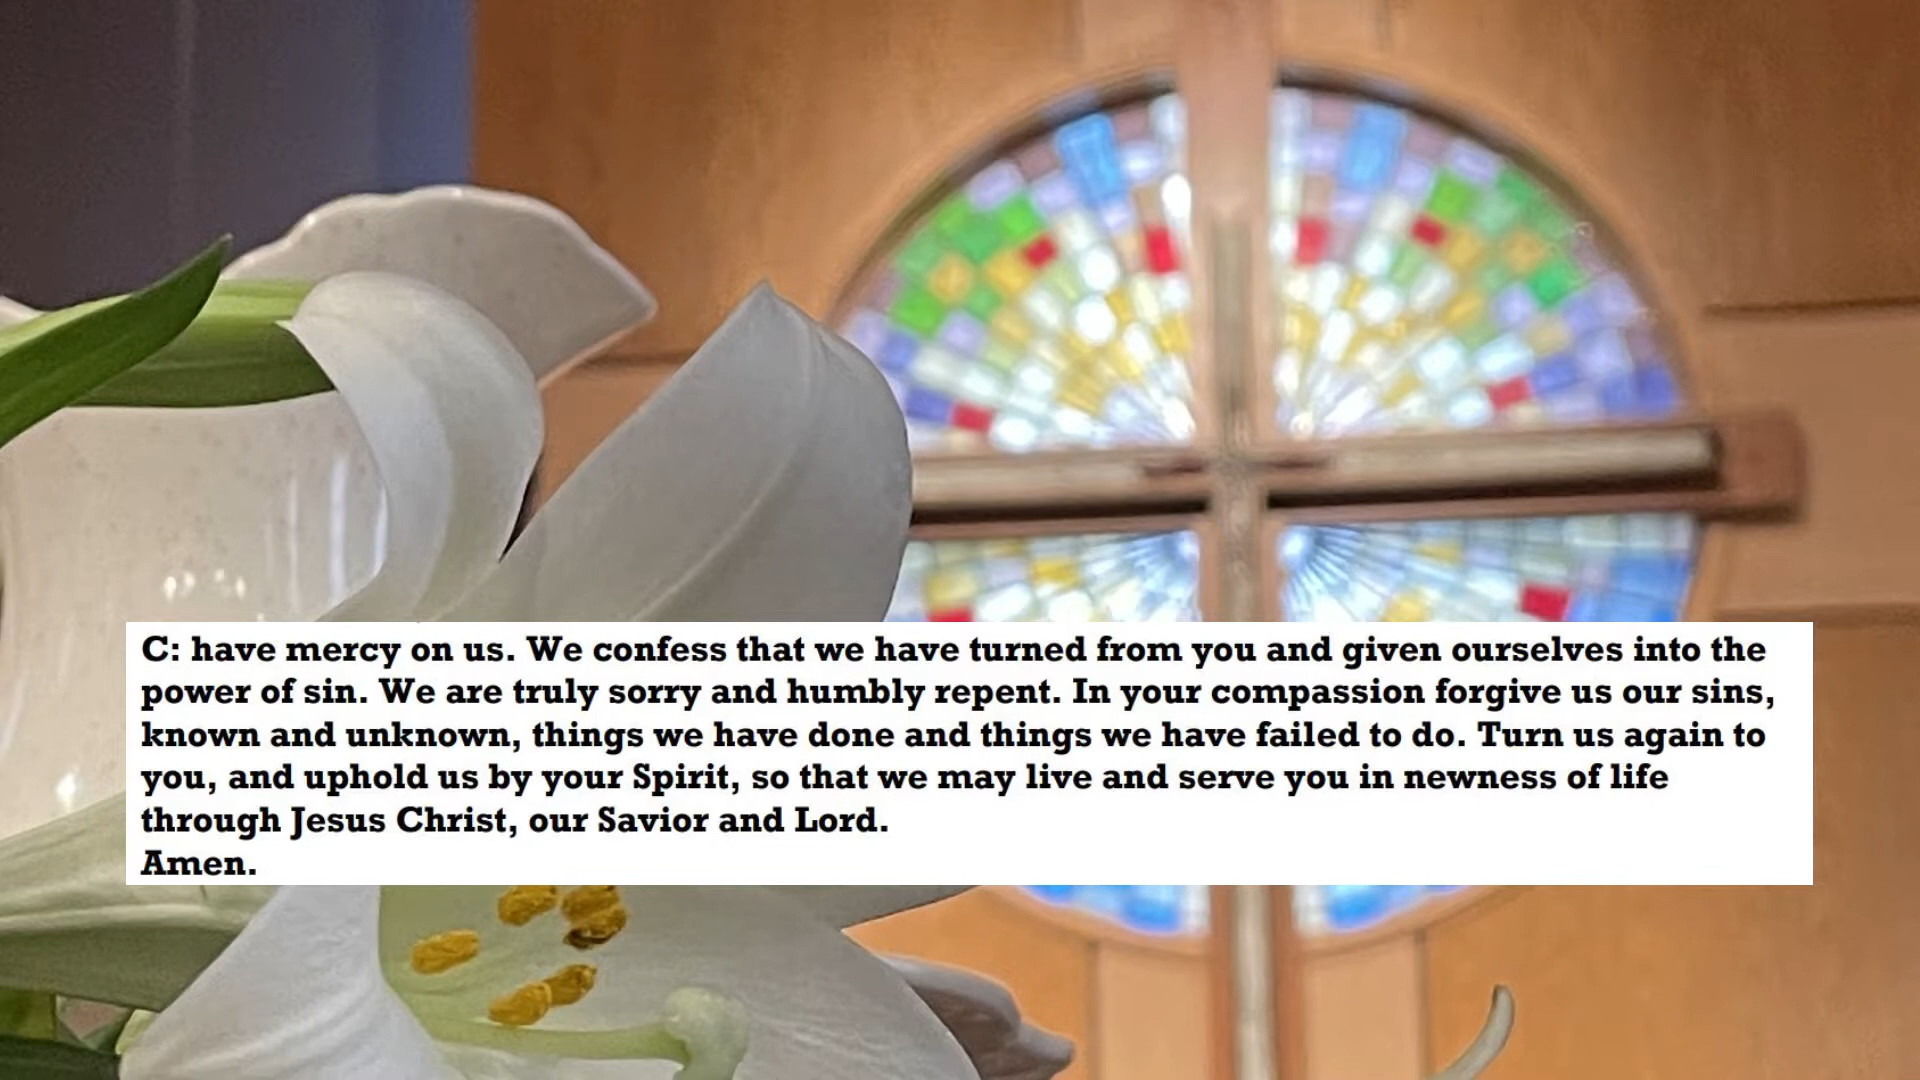 C: have mercy on us. We confess that we have turned from you and given ourselves into the
power of sin. We are truly sorry and humbly repent. In your compassion forgive us our sins,
known and unknown, things we have done and things we have failed to do. Turn us again to
you, and uphold us by your Spirit, so that we may live and serve you in newness of life
through Jesus Christ, our Savior and Lord.
Amen.